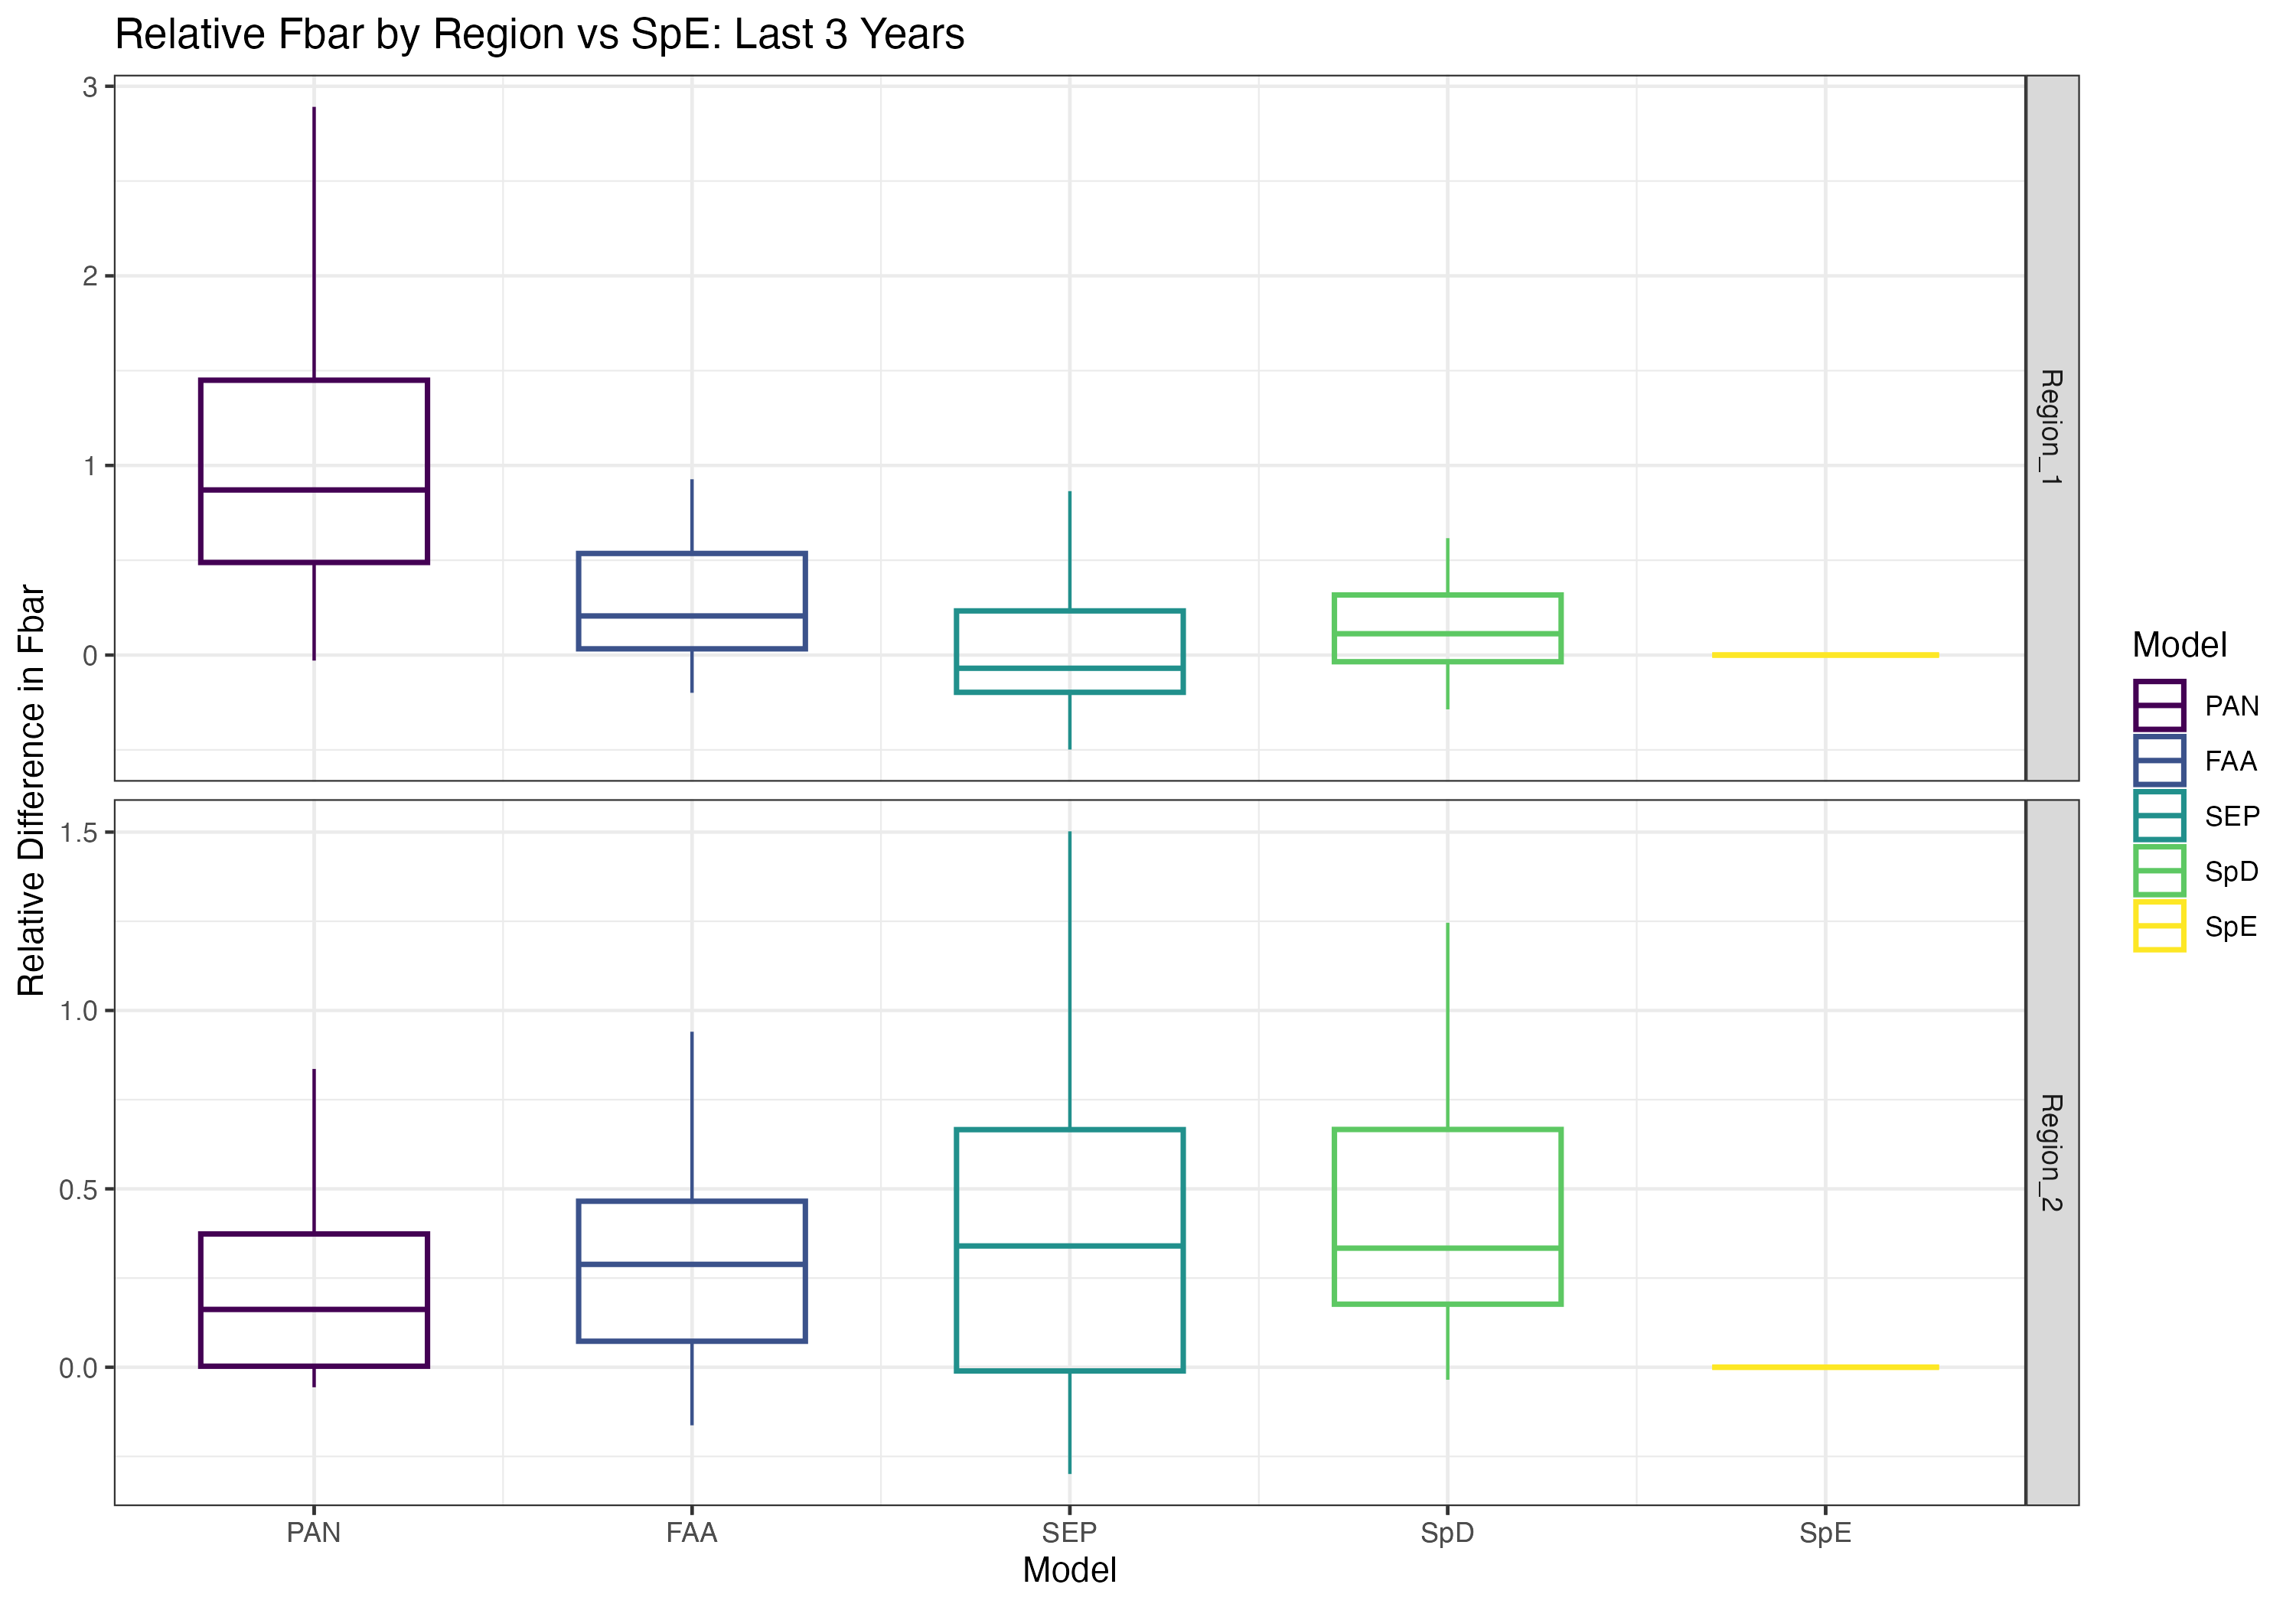 Relative Fbar by Region vs SpE: Last 3 Years
Relative Difference in Fbar
3
2
1
0
Region_1
1.5
1.0
0.5
0.0
Region_2
PAN
FAA
SEP
SpD
SpE
Model
Model
PAN
FAA
SEP
SpD
SpE